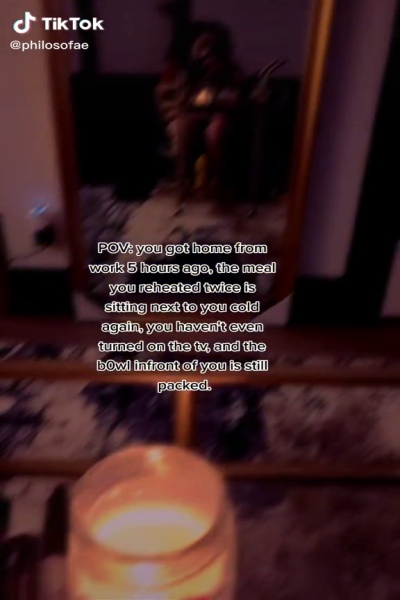 TikTok
@philosofae
POV: you got home from
work 5 hours ago, the meal
you reheated twice is
sitting next to you cold
again, you haven't even
turned on the tv, and the
b0wl infront of you is still
packed.